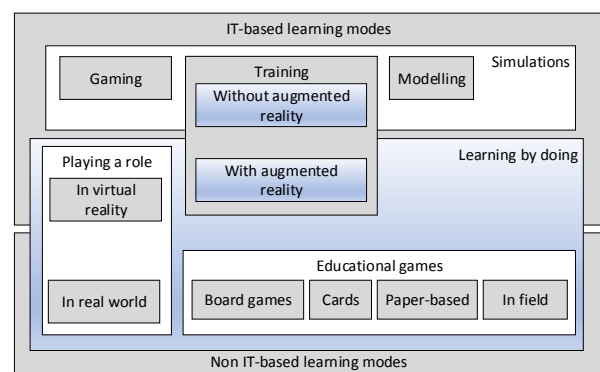 IT-based learning modes
Simulations
Gaming
Training
Modelling
Without augmented
reality
Learning by doing
Playing a role
With augmented
reality
In virtual
reality
Educational games
In real world
Board games
Cards
Paper-based
In field
Non IT-based learning modes